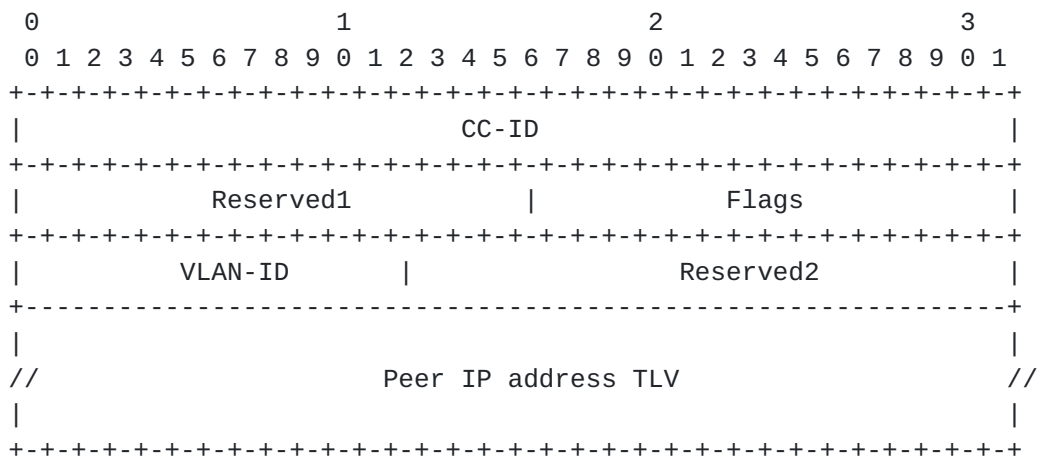 0                   1                   2                   3
 0 1 2 3 4 5 6 7 8 9 0 1 2 3 4 5 6 7 8 9 0 1 2 3 4 5 6 7 8 9 0 1
+-+-+-+-+-+-+-+-+-+-+-+-+-+-+-+-+-+-+-+-+-+-+-+-+-+-+-+-+-+-+-+-+
|                            CC-ID                              |
+-+-+-+-+-+-+-+-+-+-+-+-+-+-+-+-+-+-+-+-+-+-+-+-+-+-+-+-+-+-+-+-+
|            Reserved1           |            Flags             |
+-+-+-+-+-+-+-+-+-+-+-+-+-+-+-+-+-+-+-+-+-+-+-+-+-+-+-+-+-+-+-+-+
|          VLAN-ID       |                 Reserved2            |
+---------------------------------------------------------------+
|                                                               |
//                      Peer IP address TLV                     //
|                                                               |
+-+-+-+-+-+-+-+-+-+-+-+-+-+-+-+-+-+-+-+-+-+-+-+-+-+-+-+-+-+-+-+-+